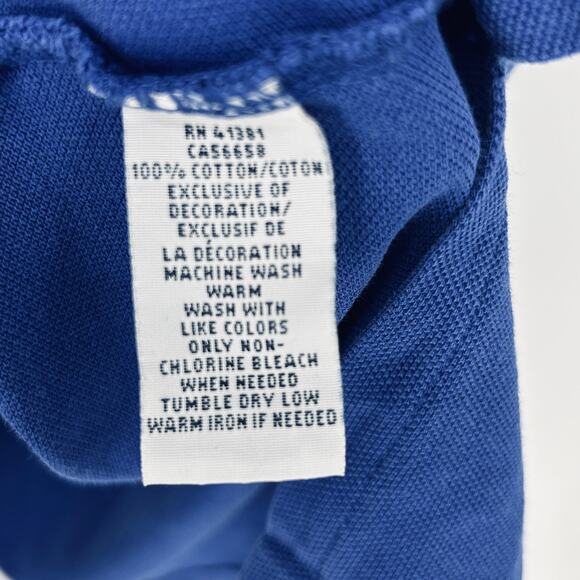 RN 41381
CA56658
100% COTTON/COTON
EXCLUSIVE OF
DECORATION/
EXCLUSIF DE
LA DÉCORATION
MACHINE WASH
WARM
WASH WITH
LIKE COLORS
ONLY NON-
CHLORINE BLEACH
WHEN NEEDED
TUMBLE DRY LOW
WARM IRON IF NEEDED